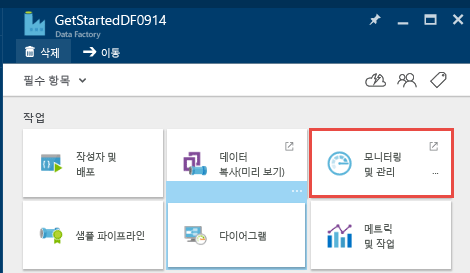 GetStartedDF0914
Data Factory
삭제
이동
필수 항목
작업
작성자 및
배포
데이터
복사(미리 보기)
모니터링
및 관리
...
...
샘플 파이프라인
다이어그램
메트릭
및 작업